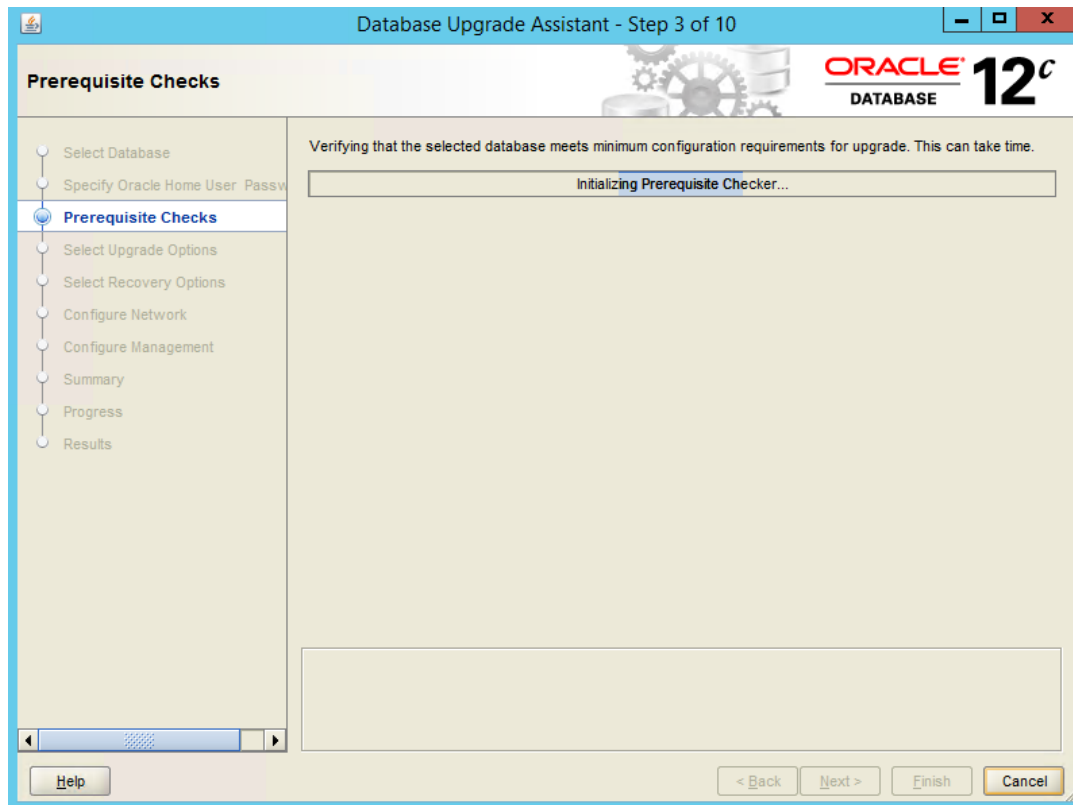 Database Upgrade Assistant - Step 3 of 10
Prerequisite Checks
ORACLE
DATABASE
12c
Select Database
Specify Oracle Home User Passw
Prerequisite Checks
Select Upgrade Options
Select Recovery Options
Configure Network
Configure Management
Summary
Progress
Results
Verifying that the selected database meets minimum configuration requirements for upgrade. This can take time.
Initializing Prerequisite Checker...
Help
< Back
Next >
Finish
Cancel